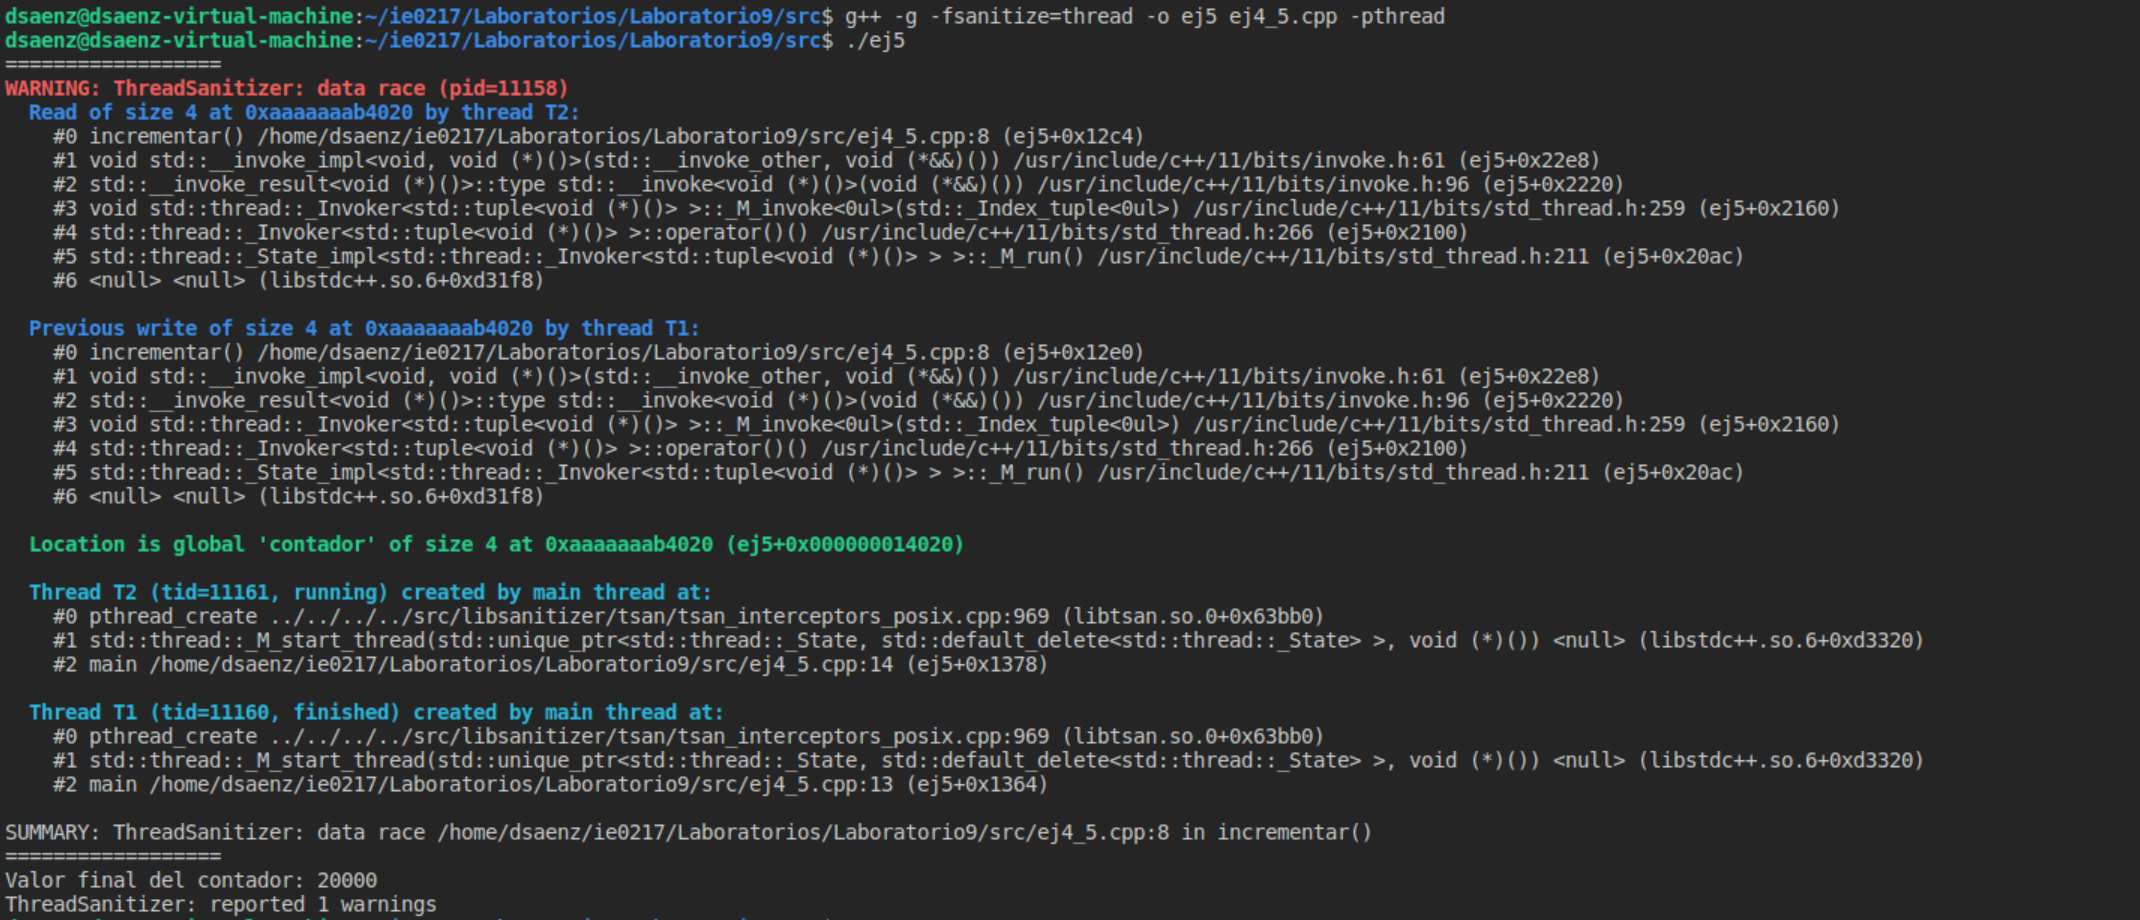 dsaenz@dsaenz-virtual-machine:~/ie0217/Laboratorios/Laboratorio9/src$ g++ -g -fsanitize=thread -o ej5 ej4_5.cpp -pthread
dsaenz@dsaenz-virtual-machine:~/ie0217/Laboratorios/Laboratorio9/src$ ./ej5
==================
WARNING: ThreadSanitizer: data race (pid=11158)
  Read of size 4 at 0xaaaaaaab4020 by thread T2:
    #0 incrementar() /home/dsaenz/ie0217/Laboratorios/Laboratorio9/src/ej4_5.cpp:8 (ej5+0x12c4)
    #1 void std::__invoke_impl<void, void (*)()>(std::__invoke_other, void (*&&)()) /usr/include/c++/11/bits/invoke.h:61 (ej5+0x22e8)
    #2 std::__invoke_result<void (*)()>::type std::__invoke<void (*)()>(void (*&&)()) /usr/include/c++/11/bits/invoke.h:96 (ej5+0x2220)
    #3 void std::thread::_Invoker<std::tuple<void (*)()> >::_M_invoke<0ul>(std::_Index_tuple<0ul>) /usr/include/c++/11/bits/std_thread.h:259 (ej5+0x2160)
    #4 std::thread::_Invoker<std::tuple<void (*)()> >::operator()() /usr/include/c++/11/bits/std_thread.h:266 (ej5+0x2100)
    #5 std::thread::_State_impl<std::thread::_Invoker<std::tuple<void (*)()> > >::_M_run() /usr/include/c++/11/bits/std_thread.h:211 (ej5+0x20ac)
    #6 <null> <null> (libstdc++.so.6+0xd31f8)

  Previous write of size 4 at 0xaaaaaaab4020 by thread T1:
    #0 incrementar() /home/dsaenz/ie0217/Laboratorios/Laboratorio9/src/ej4_5.cpp:8 (ej5+0x12e0)
    #1 void std::__invoke_impl<void, void (*)()>(std::__invoke_other, void (*&&)()) /usr/include/c++/11/bits/invoke.h:61 (ej5+0x22e8)
    #2 std::__invoke_result<void (*)()>::type std::__invoke<void (*)()>(void (*&&)()) /usr/include/c++/11/bits/invoke.h:96 (ej5+0x2220)
    #3 void std::thread::_Invoker<std::tuple<void (*)()> >::_M_invoke<0ul>(std::_Index_tuple<0ul>) /usr/include/c++/11/bits/std_thread.h:259 (ej5+0x2160)
    #4 std::thread::_Invoker<std::tuple<void (*)()> >::operator()() /usr/include/c++/11/bits/std_thread.h:266 (ej5+0x2100)
    #5 std::thread::_State_impl<std::thread::_Invoker<std::tuple<void (*)()> > >::_M_run() /usr/include/c++/11/bits/std_thread.h:211 (ej5+0x20ac)
    #6 <null> <null> (libstdc++.so.6+0xd31f8)

  Location is global 'contador' of size 4 at 0xaaaaaaab4020 (ej5+0x000000014020)

  Thread T2 (tid=11161, running) created by main thread at:
    #0 pthread_create ../../../../src/libsanitizer/tsan/tsan_interceptors_posix.cpp:969 (libtsan.so.0+0x63bb0)
    #1 std::thread::_M_start_thread(std::unique_ptr<std::thread::_State, std::default_delete<std::thread::_State> >, void (*)()) <null> (libstdc++.so.6+0xd3320)
    #2 main /home/dsaenz/ie0217/Laboratorios/Laboratorio9/src/ej4_5.cpp:14 (ej5+0x1378)

  Thread T1 (tid=11160, finished) created by main thread at:
    #0 pthread_create ../../../../src/libsanitizer/tsan/tsan_interceptors_posix.cpp:969 (libtsan.so.0+0x63bb0)
    #1 std::thread::_M_start_thread(std::unique_ptr<std::thread::_State, std::default_delete<std::thread::_State> >, void (*)()) <null> (libstdc++.so.6+0xd3320)
    #2 main /home/dsaenz/ie0217/Laboratorios/Laboratorio9/src/ej4_5.cpp:13 (ej5+0x1364)

SUMMARY: ThreadSanitizer: data race /home/dsaenz/ie0217/Laboratorios/Laboratorio9/src/ej4_5.cpp:8 in incrementar()
==================
Valor final del contador: 20000
ThreadSanitizer: reported 1 warnings